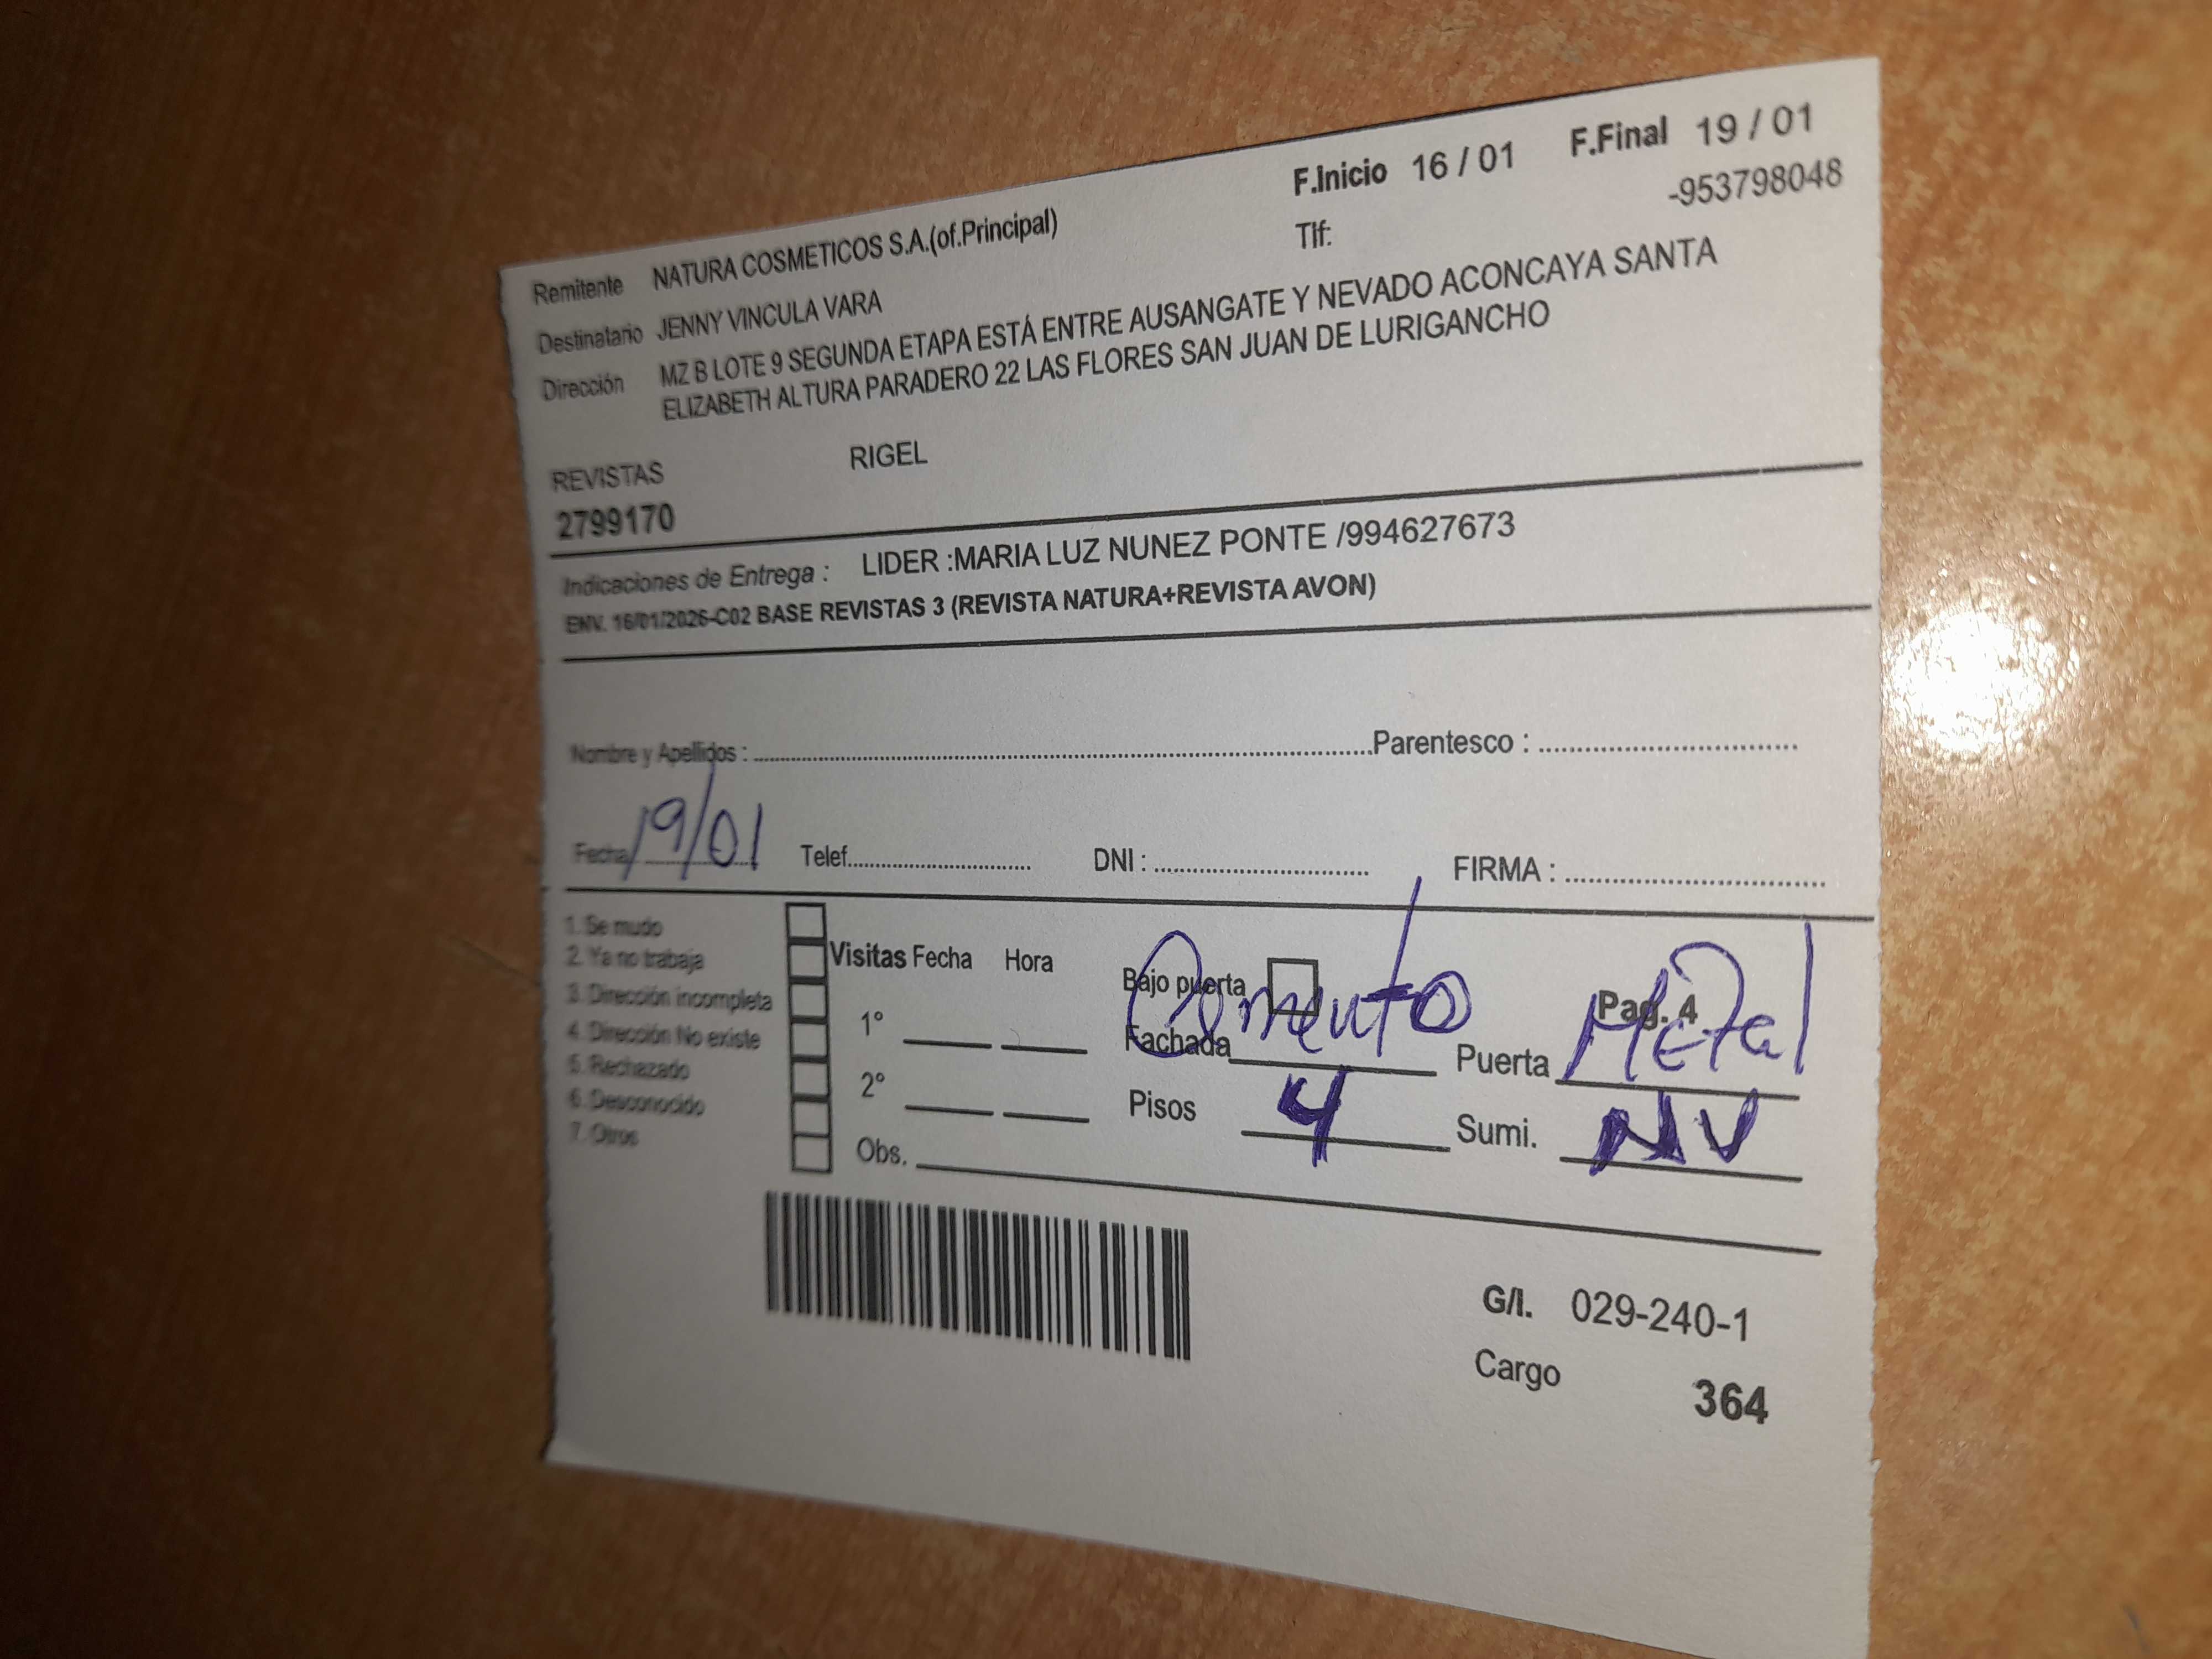 F.Inicio 16 / 01 F.Final 19 / 01
Remitente NATURA COSMETICOS S.A.(of.Principal) Tlf: -953798048
Destinatario JENNY VINCULA VARA
Dirección MZ B LOTE 9 SEGUNDA ETAPA ESTÁ ENTRE AUSANGATE Y NEVADO ACONCAYA SANTA
ELIZABETH ALTURA PARADERO 22 LAS FLORES SAN JUAN DE LURIGANCHO
REVISTAS RIGEL
2799170
Indicaciones de Entrega : LIDER :MARIA LUZ NUNEZ PONTE /994627673
ENV. 16/01/2026-C02 BASE REVISTAS 3 (REVISTA NATURA+REVISTA AVON)
Nombre y Apellidos : Parentesco :
Fecha 19/01 Telef. DNI : FIRMA :
1. Se mudo
2. Ya no trabaja
3. Dirección incompleta
4. Dirección No existe
5. Rechazado
6. Desconocido
7. Otros
Visitas Fecha Hora
1°
2°
Obs.
Bajo puerta Pag. 4
Fachada Cemento Puerta Metal
Pisos 4 Sumi. NV
G/I. 029-240-1
Cargo 364